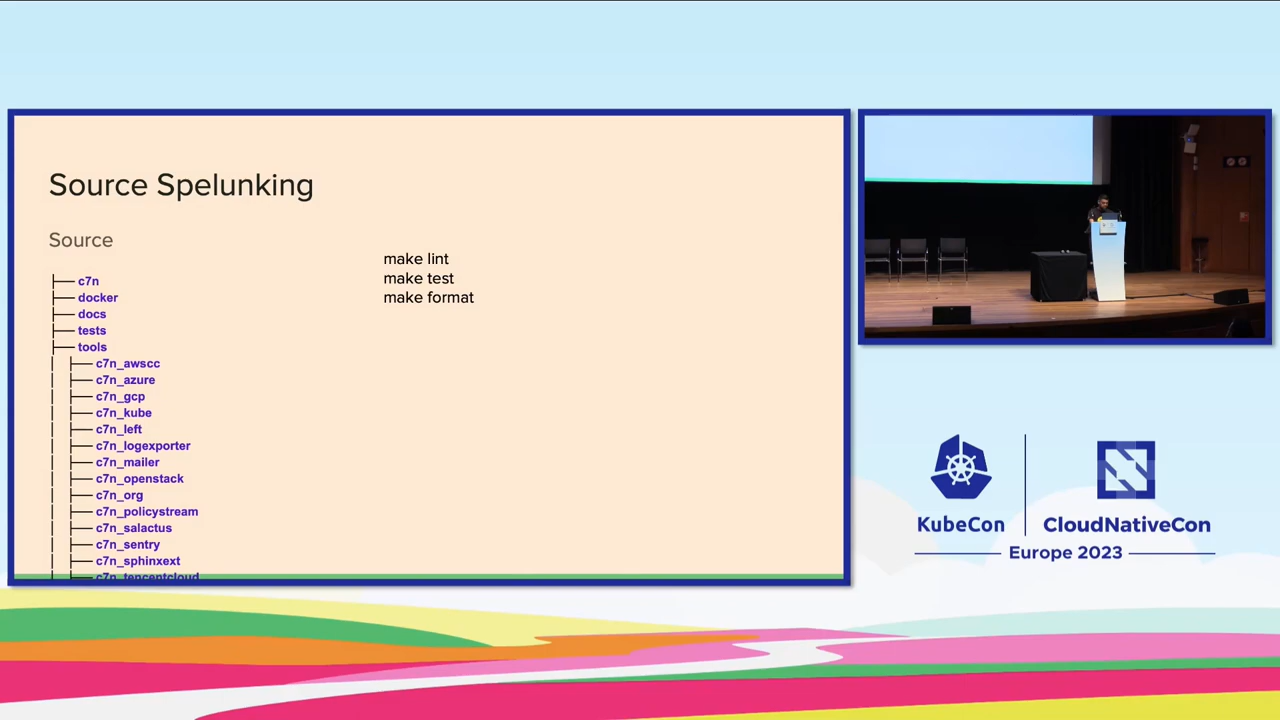 Source Spelunking
Source
c7n
docker
docs
tests
tools
c7n_awscc
c7n_azure
c7n_gcp
c7n_kube
c7n_left
c7n_logexporter
c7n_mailer
c7n_openstack
c7n_org
c7n_policystream
c7n_salactus
c7n_sentry
c7n_sphinxext
c7n_tencentcloud
make lint
make test
make format
KubeCon
CloudNativeCon
Europe 2023